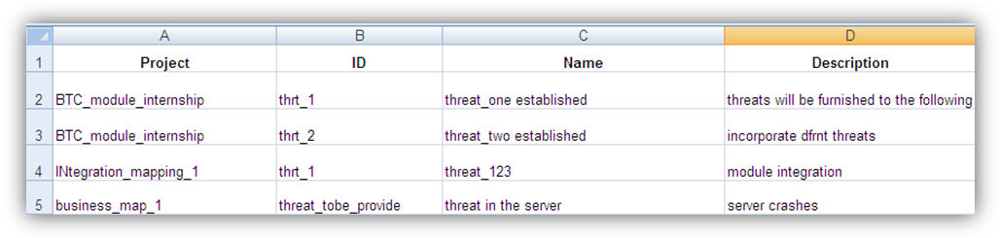 A B C D
1 Project ID Name Description
2 BTC_module_internship thrt_1 threat_one established threats will be furnished to the following
3 BTC_module_internship thrt_2 threat_two established incorporate dfrnt threats
4 INtegration_mapping_1 thrt_1 threat_123 module integration
5 business_map_1 threat_tobe_provide threat in the server server crashes